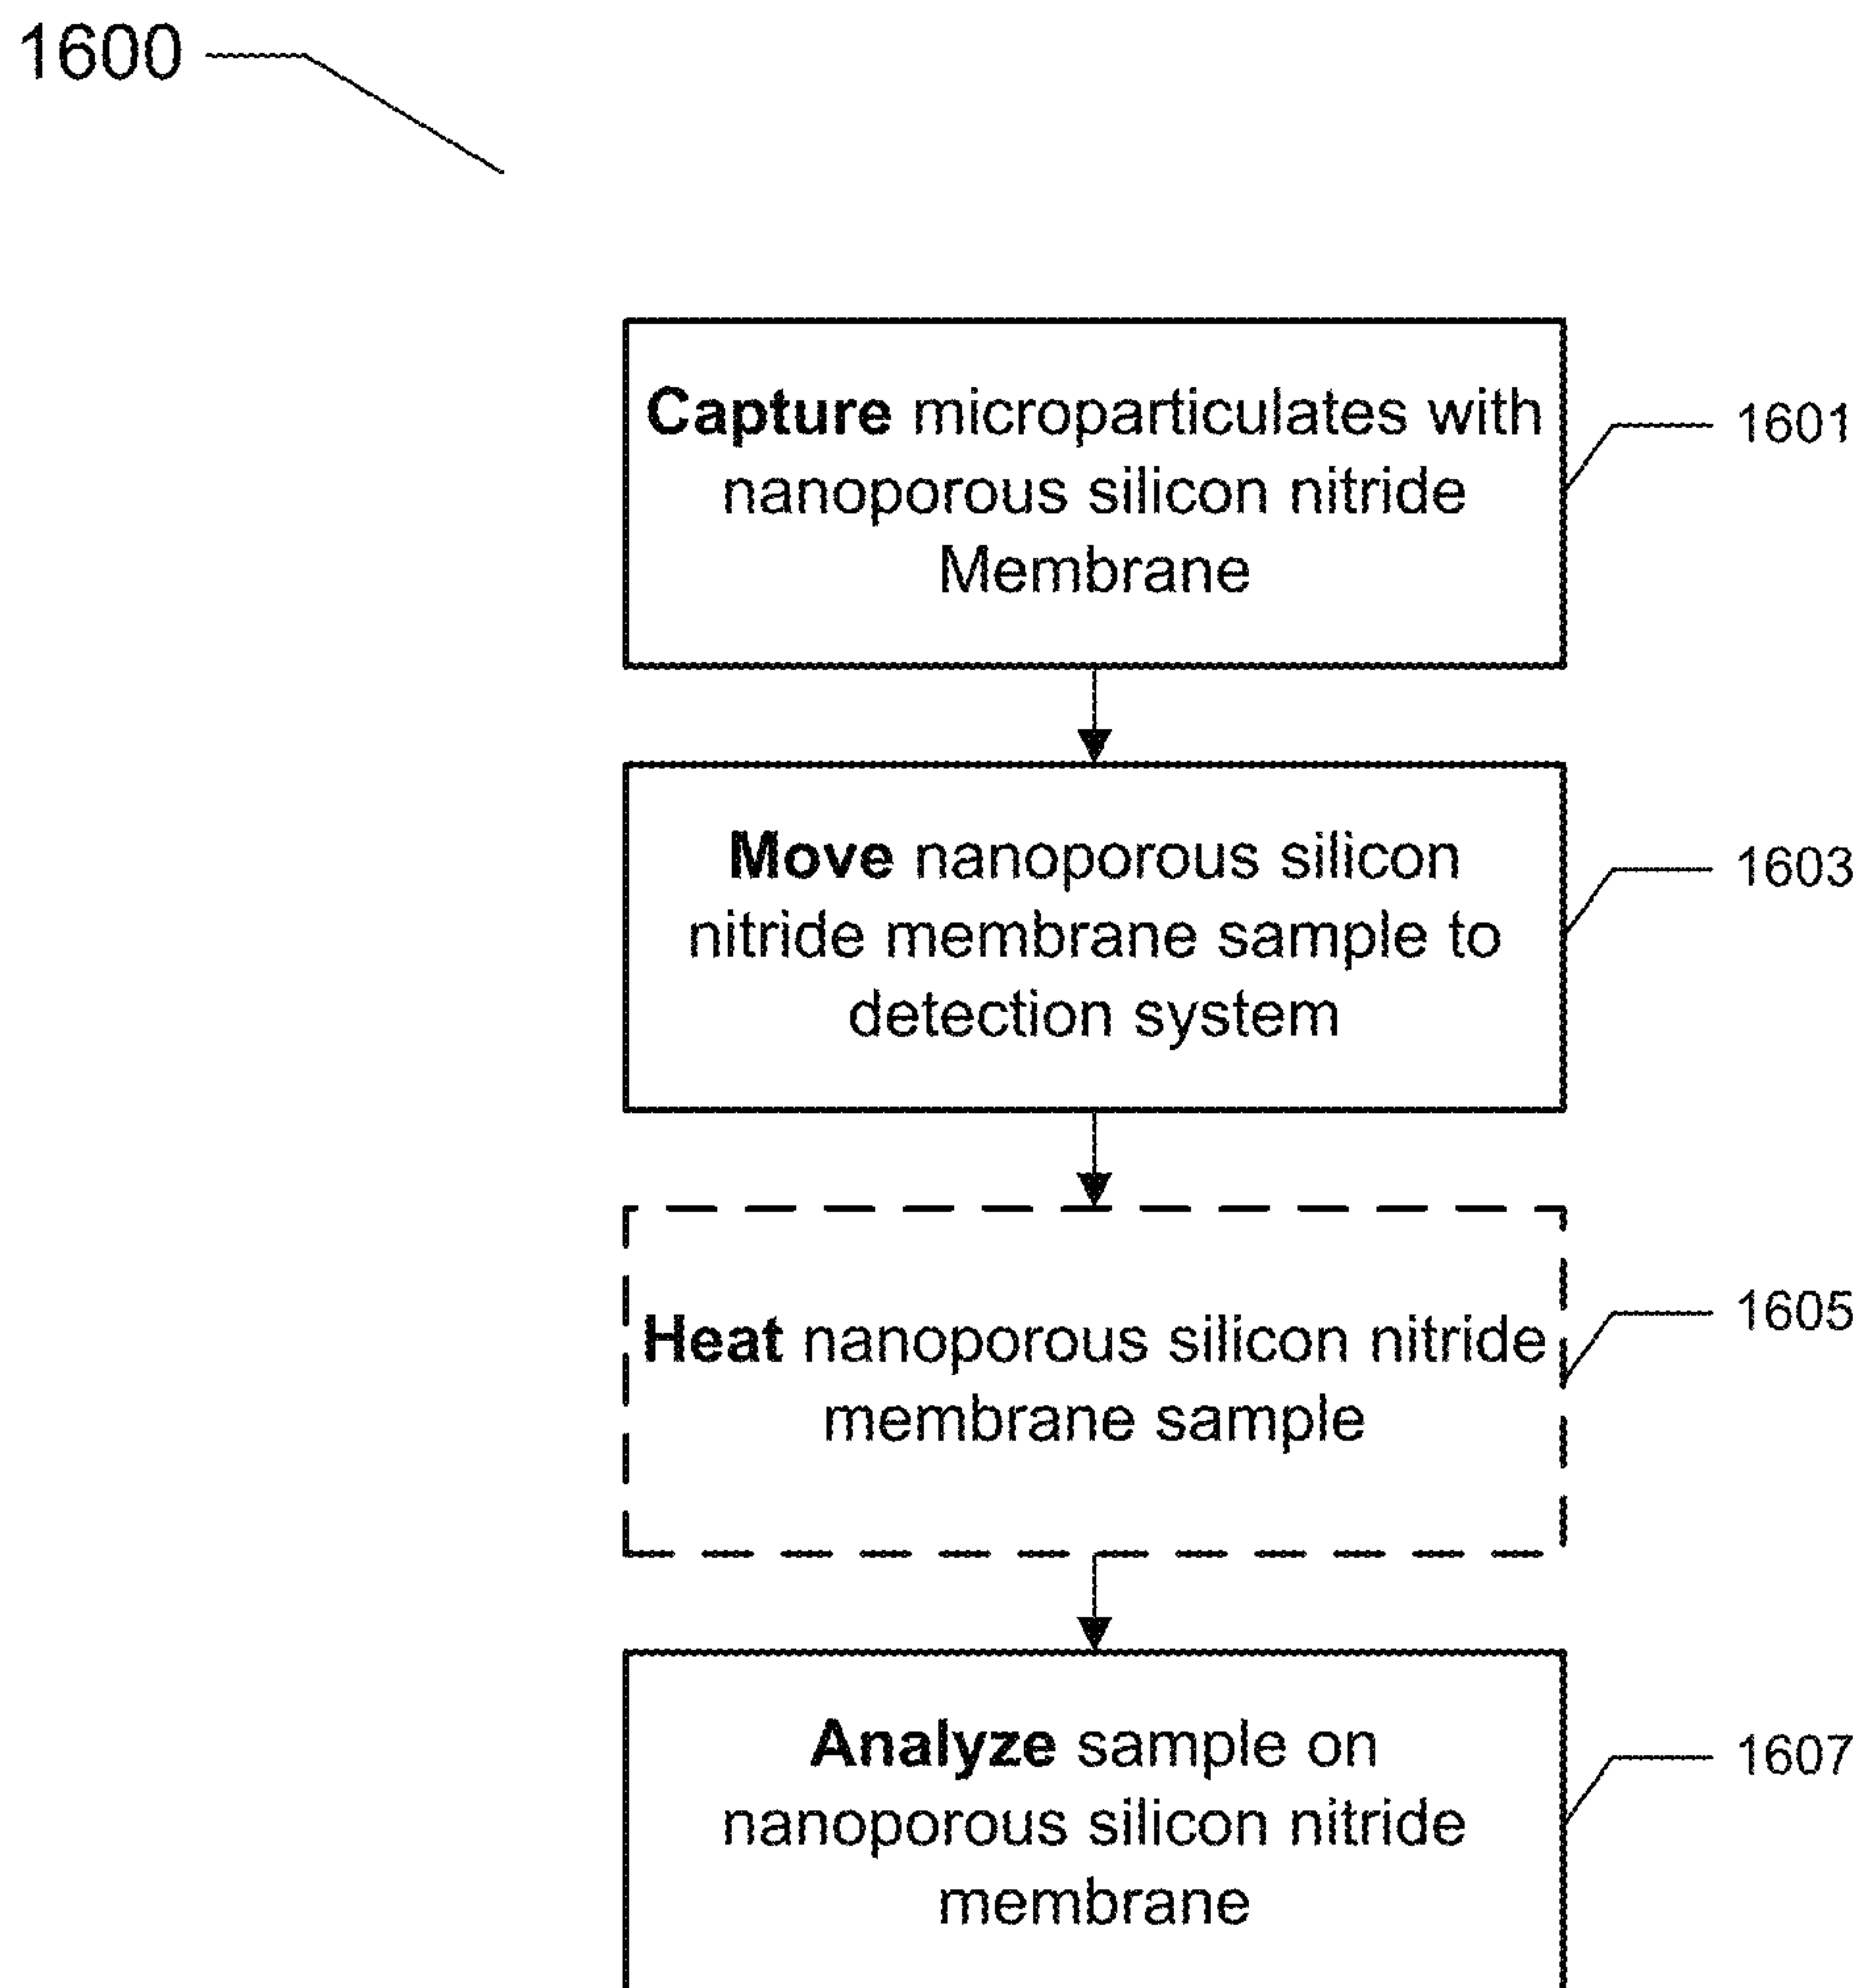 1600
Capture microparticulates with
nanoporous silicon nitride
Membrane
1601
Move nanoporous silicon
nitride membrane sample to
detection system
1603
Heat nanoporous silicon nitride
membrane sample
1605
Analyze sample on
nanoporous silicon nitride
membrane
1607